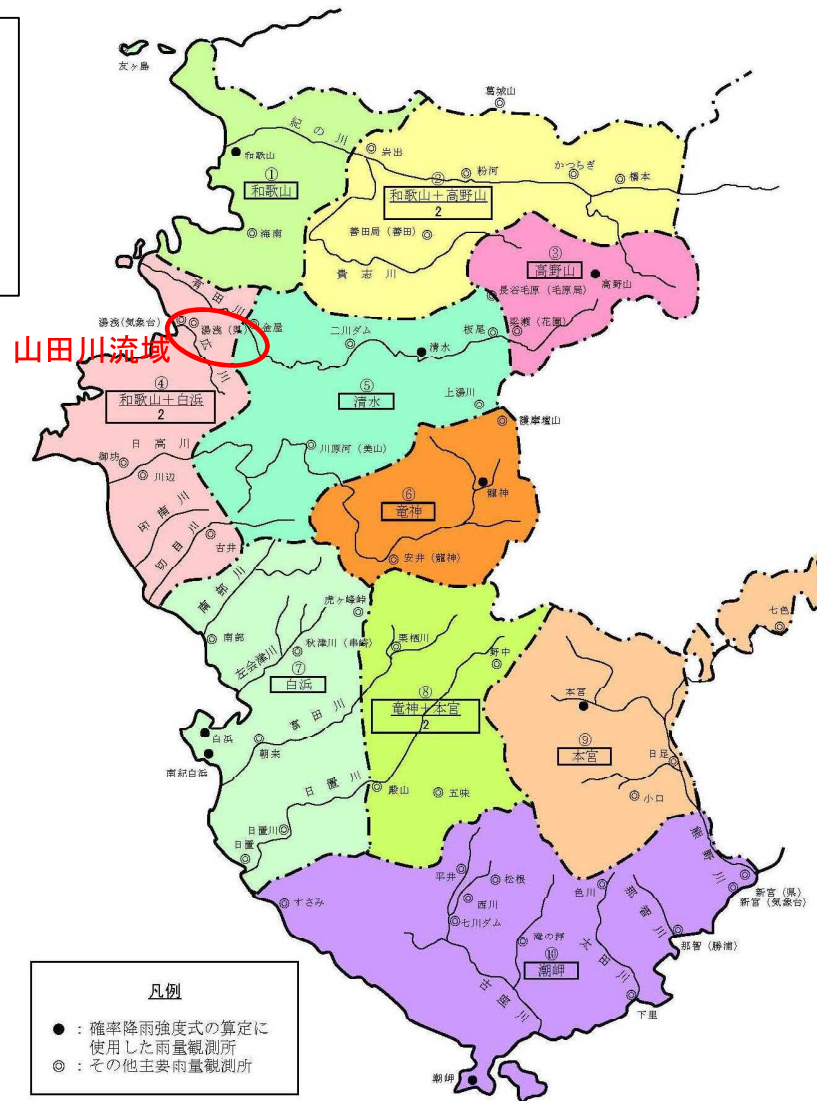 友ヶ島
葛城山
紀の川
和歌山
岩出
粉河
かつらぎ
橋本
①
和歌山
②
和歌山+高野山
2
海南
善田局(善田)
貴志川
③
高野山
高野山
長谷毛原(毛原局)
梁瀬(花園)
有田川
湯浅(気象台)
湯浅(県)
金屋
二川ダム
板尾
清水
広川
山田川流域
④
和歌山+白浜
2
⑤
清水
上湯川
護摩壇山
日高川
御坊
川辺
川原河(美山)
⑥
竜神
龍神
印南川
切目川
古井
安井(龍神)
南部川
虎ヶ峰峠
七色
南部
秋津川(串崎)
栗栖川
野中
左会津川
⑦
白浜
⑧
竜神+本宮
2
本宮
⑨
本宮
富田川
白浜
朝来
南紀白浜
日足
日置川
殿山
五味
小口
日置川
日置
熊野川
平井
松根
色川
新宮(県)
新宮(気象台)
すさみ
西川
那智川
七川ダム
滝の拝
那智(勝浦)
太田川
⑩
潮岬
古座川
下里
潮岬
凡例
● : 確率降雨強度式の算定に
使用した雨量観測所
◎ : その他主要雨量観測所